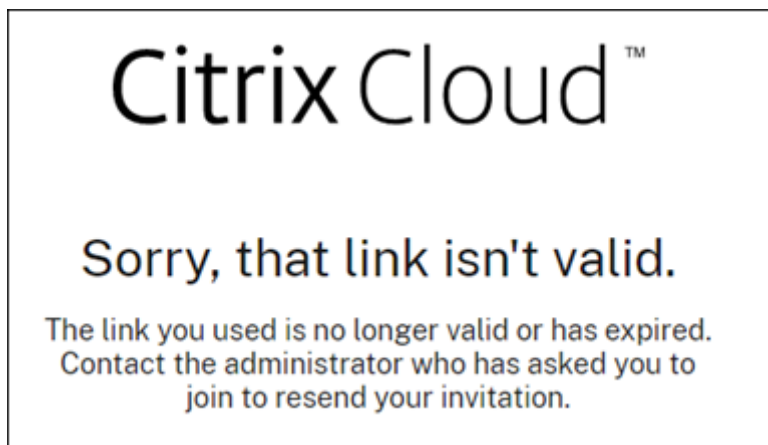 Citrix Cloud™
Sorry, that link isn't valid.
The link you used is no longer valid or has expired.
Contact the administrator who has asked you to
join to resend your invitation.